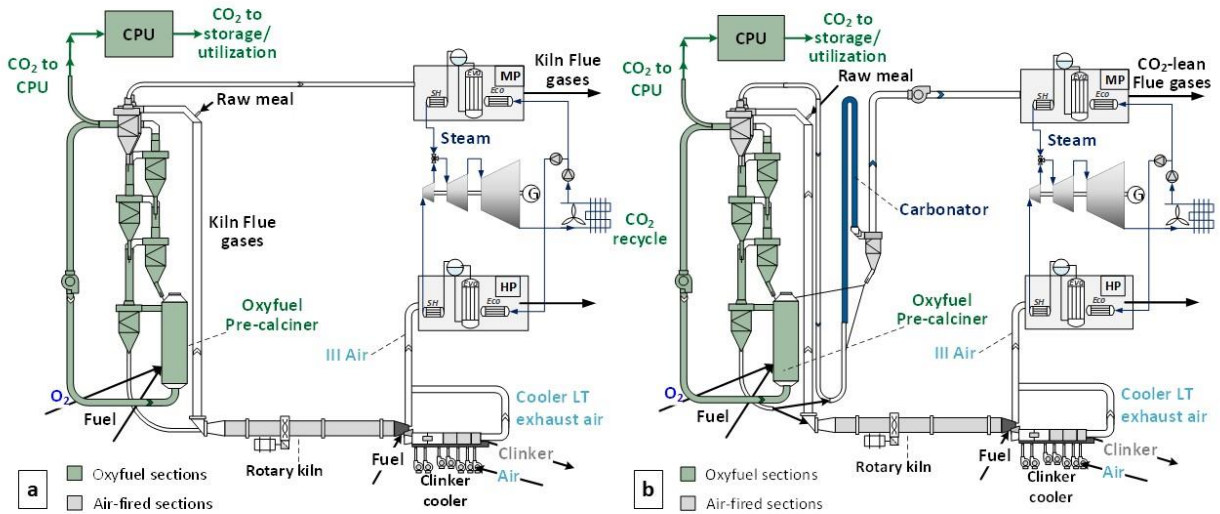 CO₂ to
CPU
CPU
CO₂ to
storage/
utilization
Raw meal
Kiln Flue
gases
MP
SH
Evo
Eco
Steam
G
Kiln Flue
gases
HP
SH
Evo
Eco
Oxyfuel
Pre-calciner
III Air
O₂
Fuel
Cooler LT
exhaust air
Fuel
Clinker
Air
Rotary kiln
Clinker
cooler
a
Oxyfuel sections
Air-fired sections
CO₂ to
CPU
CPU
CO₂ to
storage/
utilization
Raw meal
CO₂-lean
Flue gases
MP
SH
Evo
Eco
Steam
G
Carbonator
CO₂
recycle
HP
SH
Evo
Eco
Oxyfuel
Pre-calciner
III Air
O₂
Fuel
Cooler LT
exhaust air
Fuel
Clinker
Air
Rotary kiln
Clinker
cooler
b
Oxyfuel sections
Air-fired sections